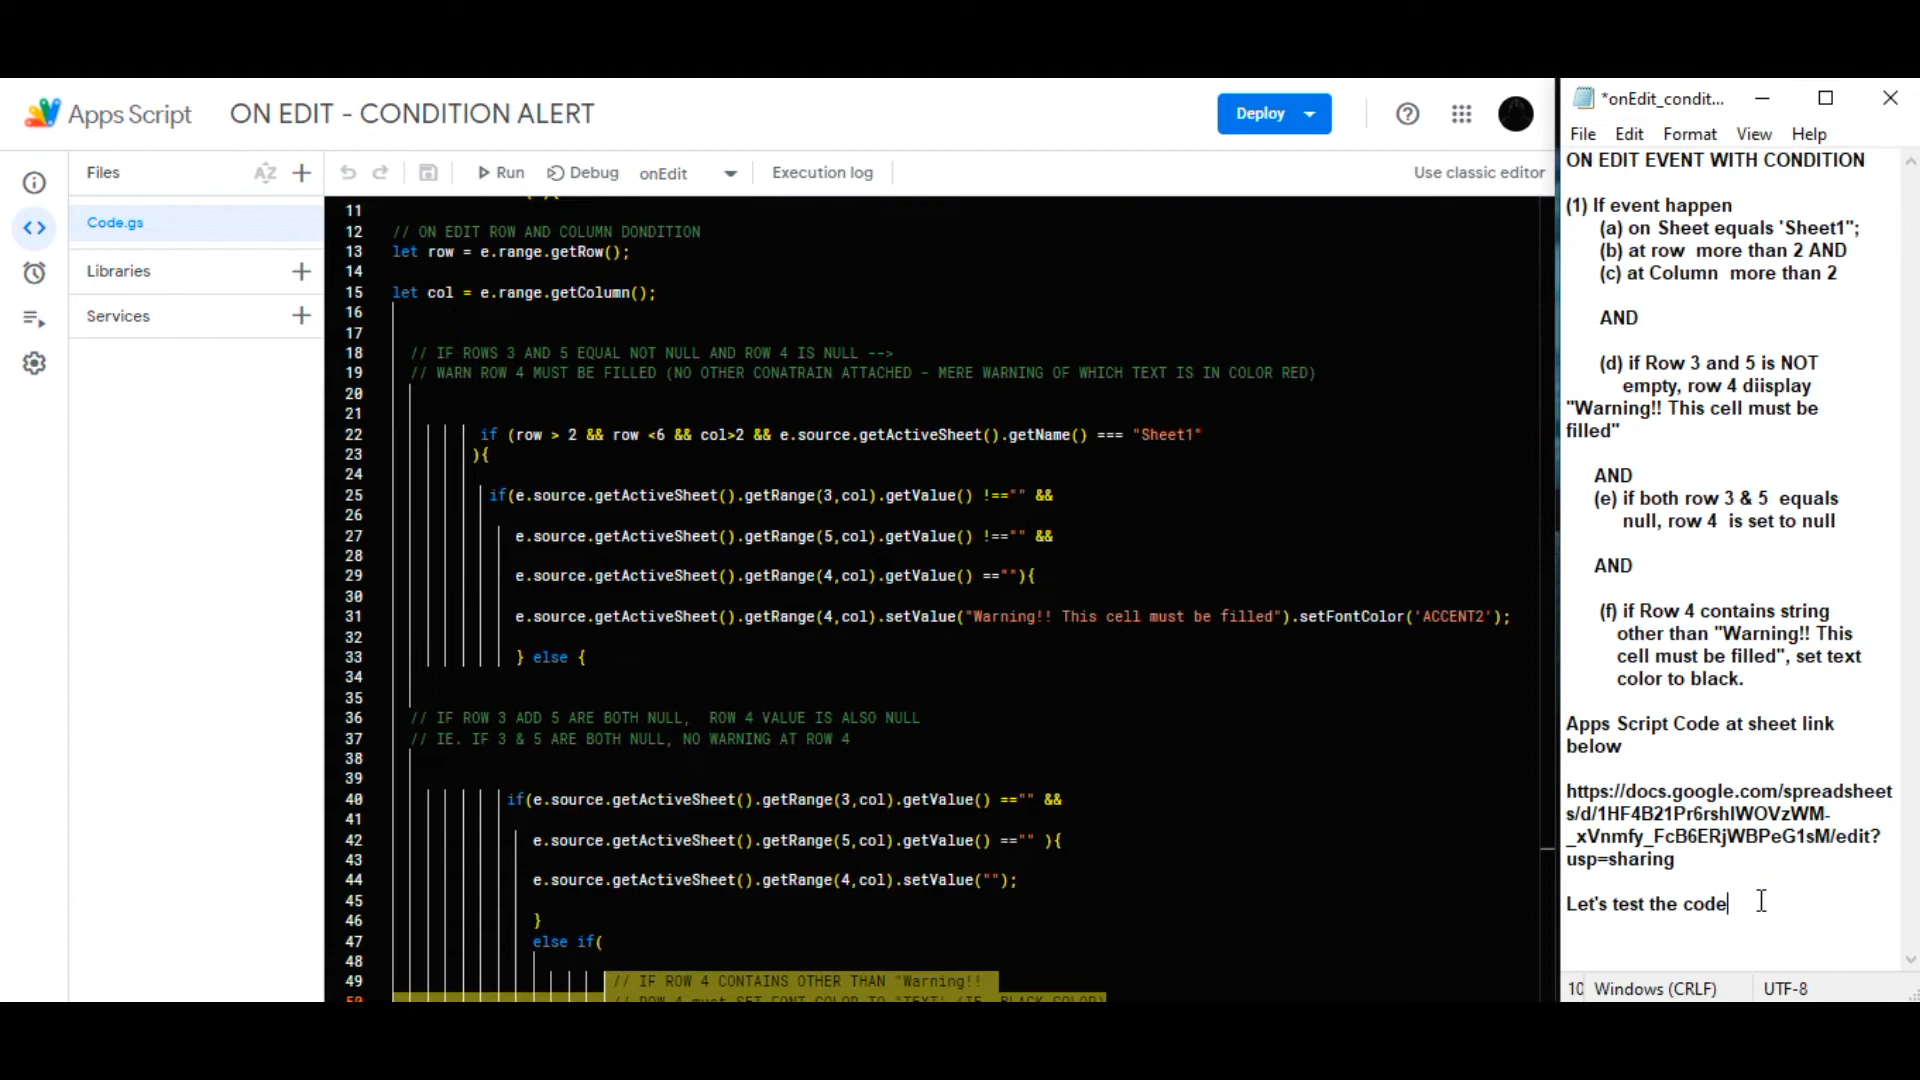 Apps Script
ON EDIT - CONDITION ALERT
Deploy
Files
AZ
Run
Debug
onEdit
Execution log
Use classic editor
Code.gs
Libraries
Services
11
12 // ON EDIT ROW AND COLUMN DONDITION
13 let row = e.range.getRow();
14
15 let col = e.range.getColumn();
16
17
18 // IF ROWS 3 AND 5 EQUAL NOT NULL AND ROW 4 IS NULL -->
19 // WARN ROW 4 MUST BE FILLED (NO OTHER CONATRAIN ATTACHED - MERE WARNING OF WHICH TEXT IS IN COLOR RED)
20
21
22 if (row > 2 && row <6 && col>2 && e.source.getActiveSheet().getName() === "Sheet1"
23 ){
24
25 if(e.source.getActiveSheet().getRange(3,col).getValue() !=="" &&
26
27 e.source.getActiveSheet().getRange(5,col).getValue() !=="" &&
28
29 e.source.getActiveSheet().getRange(4,col).getValue() ==""){
30
31 e.source.getActiveSheet().getRange(4,col).setValue("Warning!! This cell must be filled").setFontColor('ACCENT2');
32
33 } else {
34
35
36 // IF ROW 3 ADD 5 ARE BOTH NULL, ROW 4 VALUE IS ALSO NULL
37 // IE. IF 3 & 5 ARE BOTH NULL, NO WARNING AT ROW 4
38
39
40 if(e.source.getActiveSheet().getRange(3,col).getValue() =="" &&
41
42 e.source.getActiveSheet().getRange(5,col).getValue() =="" ){
43
44 e.source.getActiveSheet().getRange(4,col).setValue("");
45
46 }
47 else if(
48
49 // IF ROW 4 CONTAINS OTHER THAN "Warning!!
50 // ROW 4 must SET FONT COLOR TO "TEXT' (IE. BLACK COLOR)
*onEdit_condit...
File Edit Format View Help
ON EDIT EVENT WITH CONDITION
(1) If event happen
(a) on Sheet equals 'Sheet1";
(b) at row more than 2 AND
(c) at Column more than 2
AND
(d) if Row 3 and 5 is NOT
empty, row 4 diisplay
"Warning!! This cell must be
filled"
AND
(e) if both row 3 & 5 equals
null, row 4 is set to null
AND
(f) if Row 4 contains string
other than "Warning!! This
cell must be filled", set text
color to black.
Apps Script Code at sheet link
below
https://docs.google.com/spreadsheet
s/d/1HF4B21Pr6rshlWOVzWM-
_xVnmfy_FcB6ERjWBPeG1sM/edit?
usp=sharing
Let's test the code
10 Windows (CRLF) UTF-8